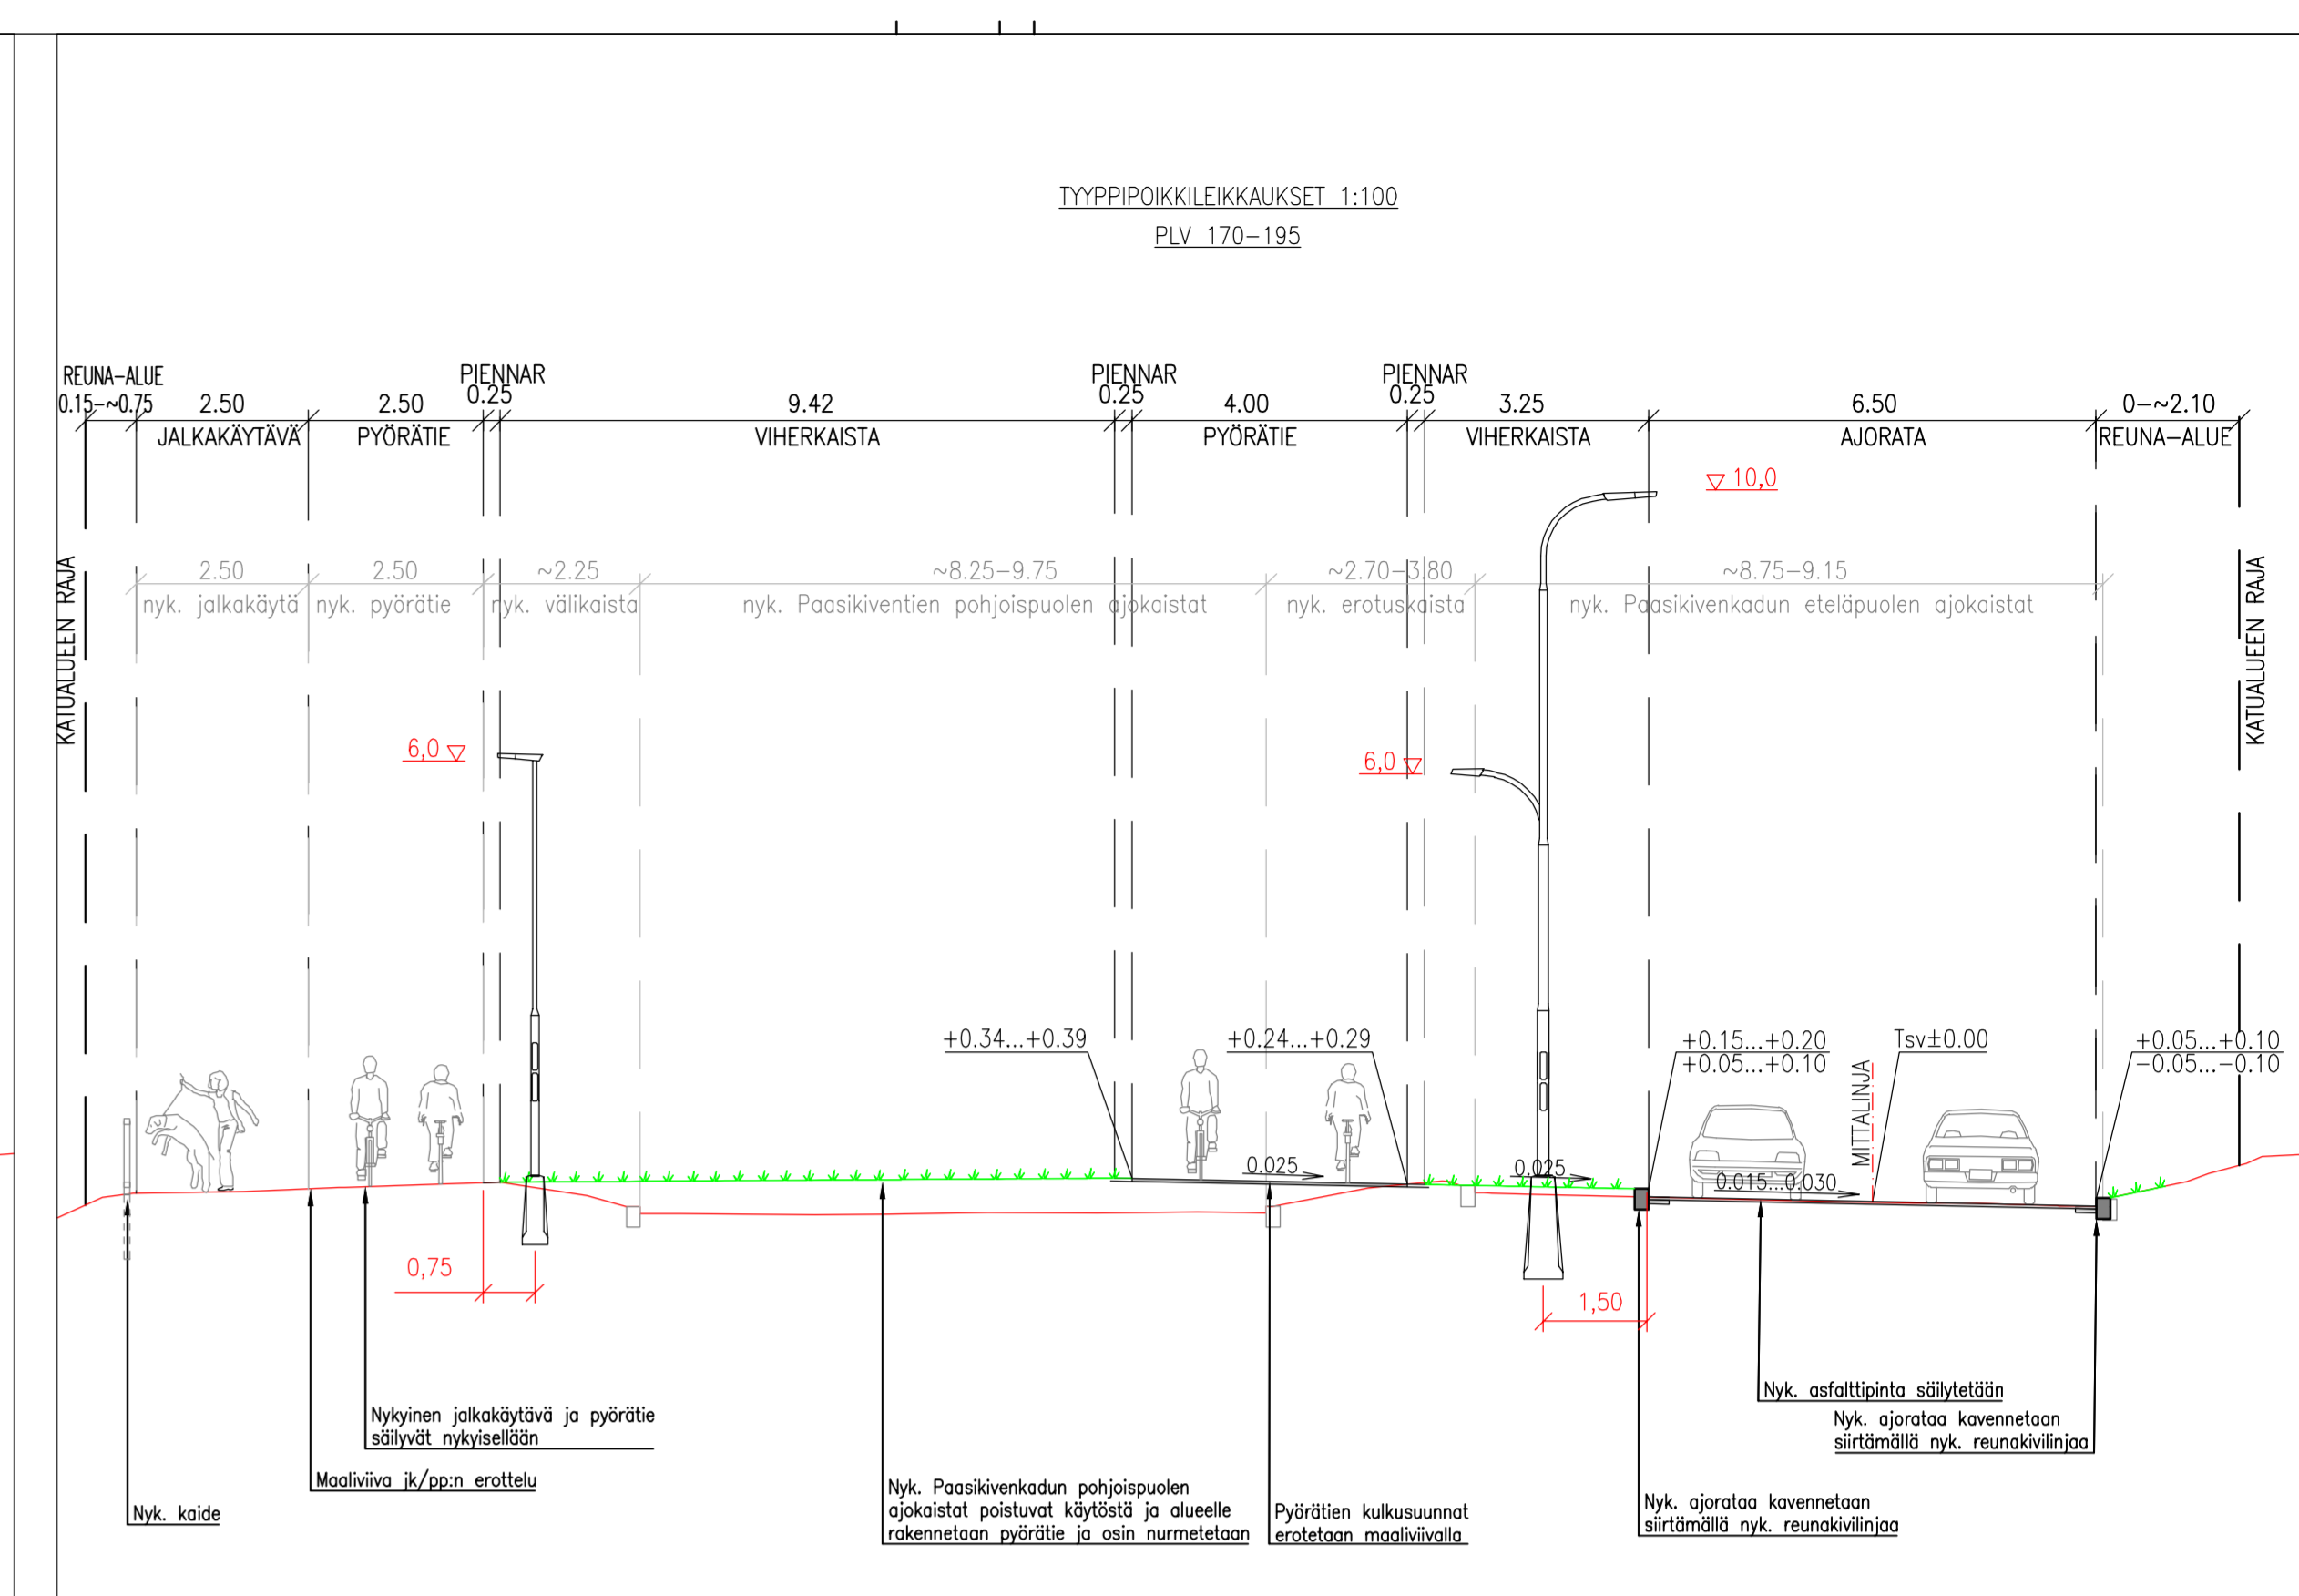 TYYPPIPOIKKILEIKKAUKSET 1:100
PLV 170-195
REUNA-ALUE
0.15-~0.75
2.50
JALKAKÄYTÄVÄ
2.50
PYÖRÄTIE
PIENNAR
0.25
9.42
VIHERKAISTA
PIENNAR
0.25
4.00
PYÖRÄTIE
PIENNAR
0.25
3.25
VIHERKAISTA
6.50
AJORATA
0-~2.10
REUNA-ALUE
10,0
KATUALUEEN RAJA
2.50
nyk. jalkakäytä
2.50
nyk. pyörätie
~2.25
nyk. välikaista
~8.25-9.75
nyk. Paasikiventien pohjoispuolen ajokaistat
~2.70-3.80
nyk. erotuskaista
~8.75-9.15
nyk. Paasikivenkadun eteläpuolen ajokaistat
KATUALUEEN RAJA
6,0
6,0
+0.34...+0.39
+0.24...+0.29
+0.15...+0.20
+0.05...+0.10
MITTALINJA
Tsv±0.00
+0.05...+0.10
-0.05...-0.10
0.025
0.025
0.015...0.030
0,75
1,50
Nyk. asfalttipinta säilytetään
Nykyinen jalkakäytävä ja pyörätie
säilyvät nykyisellään
Nyk. ajorataa kavennetaan
siirtämällä nyk. reunakivilinjaa
Maaliviiva jk/pp:n erottelu
Nyk. kaide
Nyk. Paasikivenkadun pohjoispuolen
ajokaistat poistuvat käytöstä ja alueelle
rakennetaan pyörätie ja osin nurmetetaan
Pyörätien kulkusuunnat
erotetaan maaliviivalla
Nyk. ajorataa kavennetaan
siirtämällä nyk. reunakivilinjaa